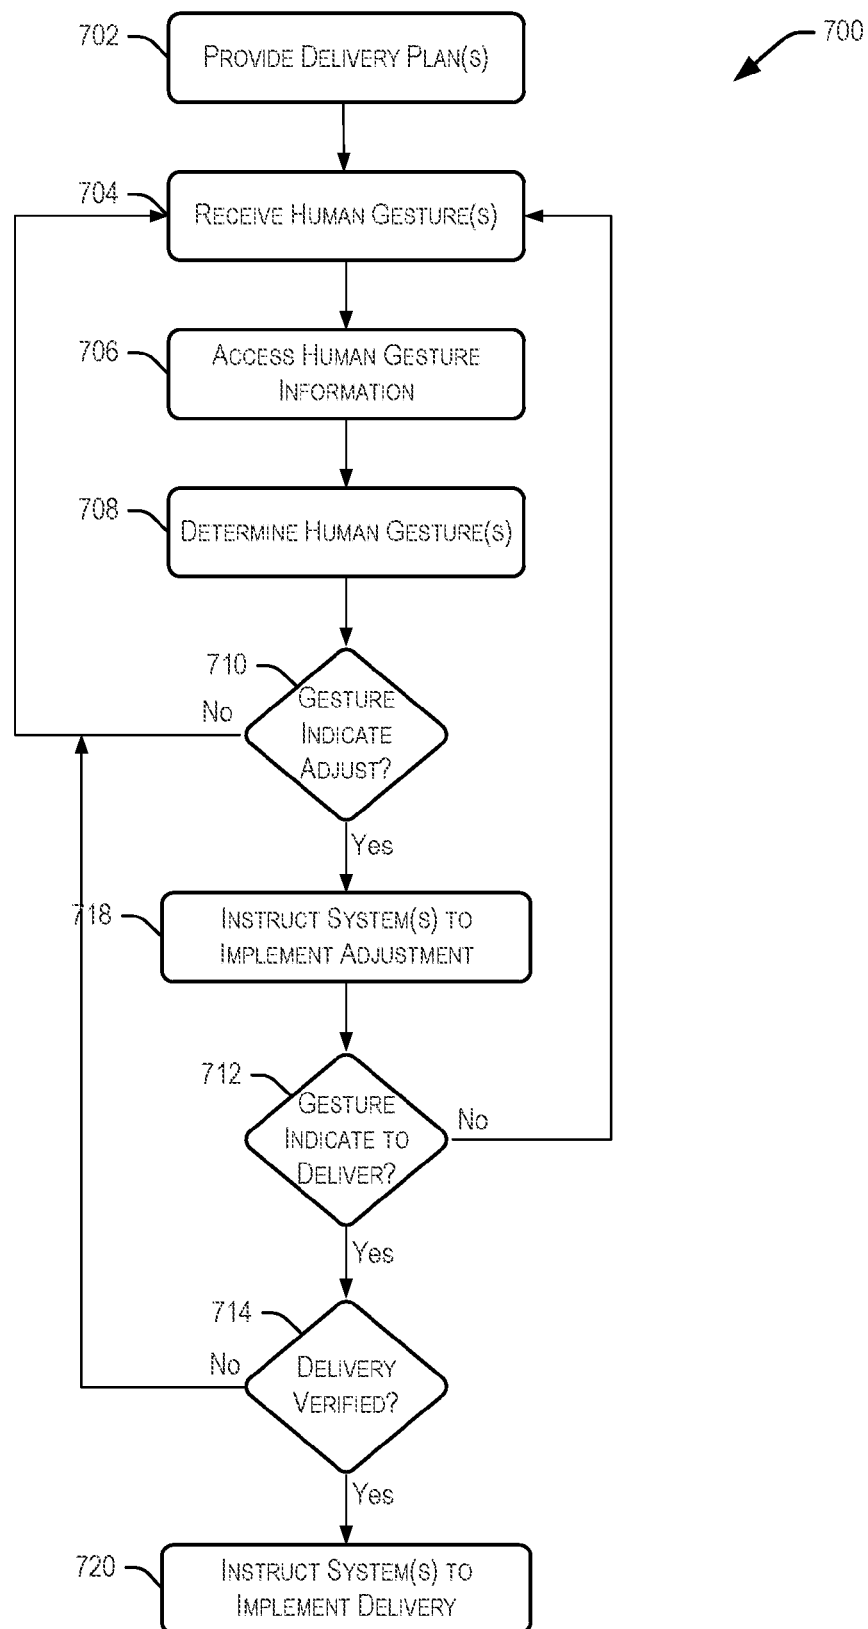 700
702
PROVIDE DELIVERY PLAN(S)
704
RECEIVE HUMAN GESTURE(S)
706
ACCESS HUMAN GESTURE
INFORMATION
708
DETERMINE HUMAN GESTURE(S)
710
GESTURE
INDICATE
ADJUST?
No
Yes
718
INSTRUCT SYSTEM(S) TO
IMPLEMENT ADJUSTMENT
712
GESTURE
INDICATE TO
DELIVER?
No
Yes
714
DELIVERY
VERIFIED?
No
Yes
720
INSTRUCT SYSTEM(S) TO
IMPLEMENT DELIVERY